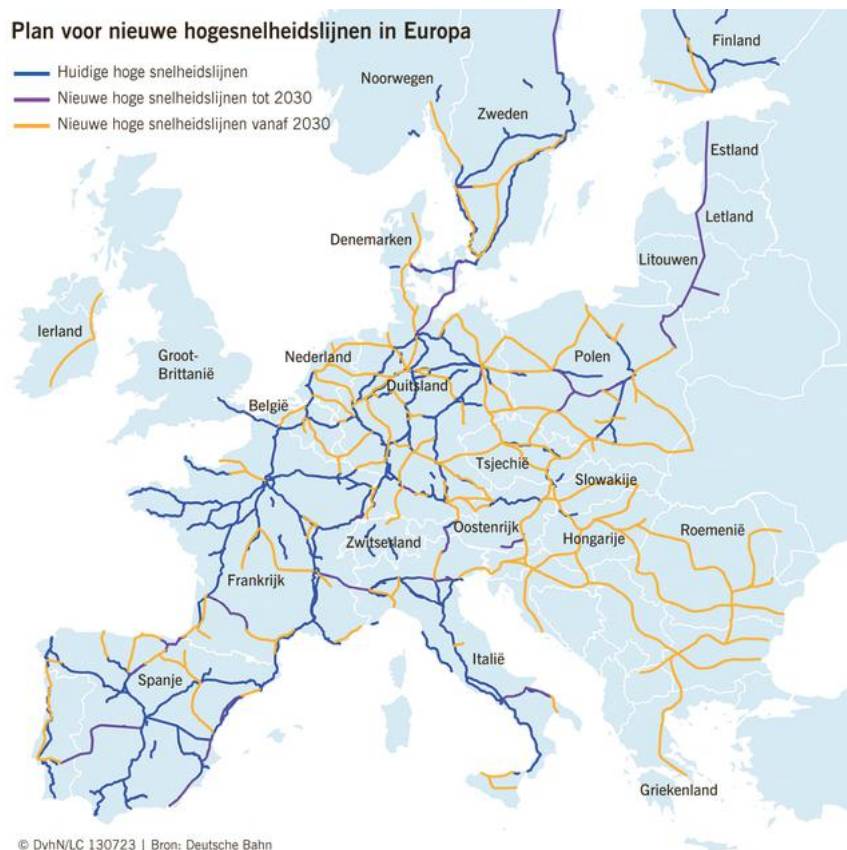 Plan voor nieuwe hogesnelheidslijnen in Europa
Huidige hoge snelheidslijnen
Nieuwe hoge snelheidslijnen tot 2030
Nieuwe hoge snelheidslijnen vanaf 2030
Finland
Noorwegen
Zweden
Estland
Letland
Denemarken
Litouwen
Ierland
Groot-
Brittanië
Nederland
Polen
Duitsland
België
Tsjechië
Slowakije
Oostenrijk
Roemenië
Zwitserland
Hongarije
Frankrijk
Italië
Spanje
Griekenland
© DvhN/LC 130723 | Bron: Deutsche Bahn